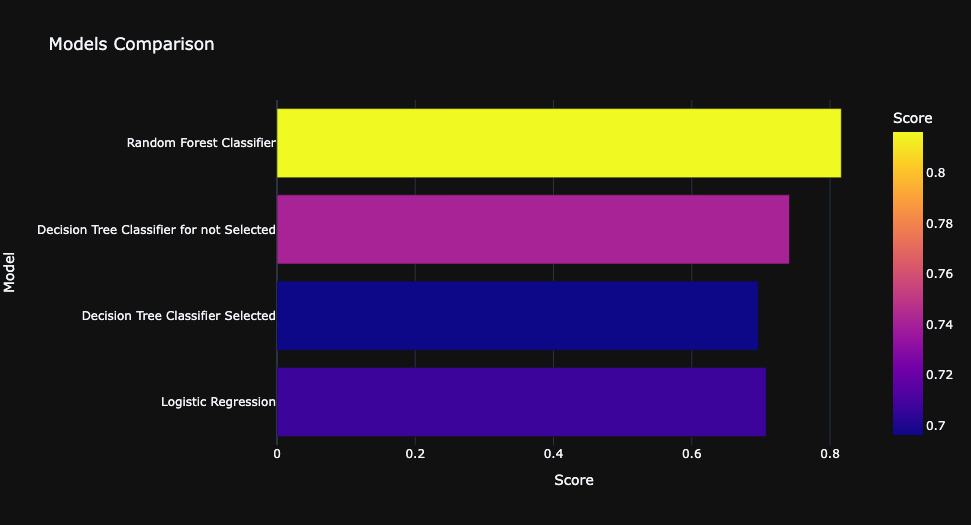 Models Comparison
Score
Random Forest Classifier
Decision Tree Classifier for not Selected
Decision Tree Classifier Selected
Logistic Regression
Model
0.8
0.78
0.76
0.74
0.72
0.7
0
0.2
0.4
0.6
0.8
Score